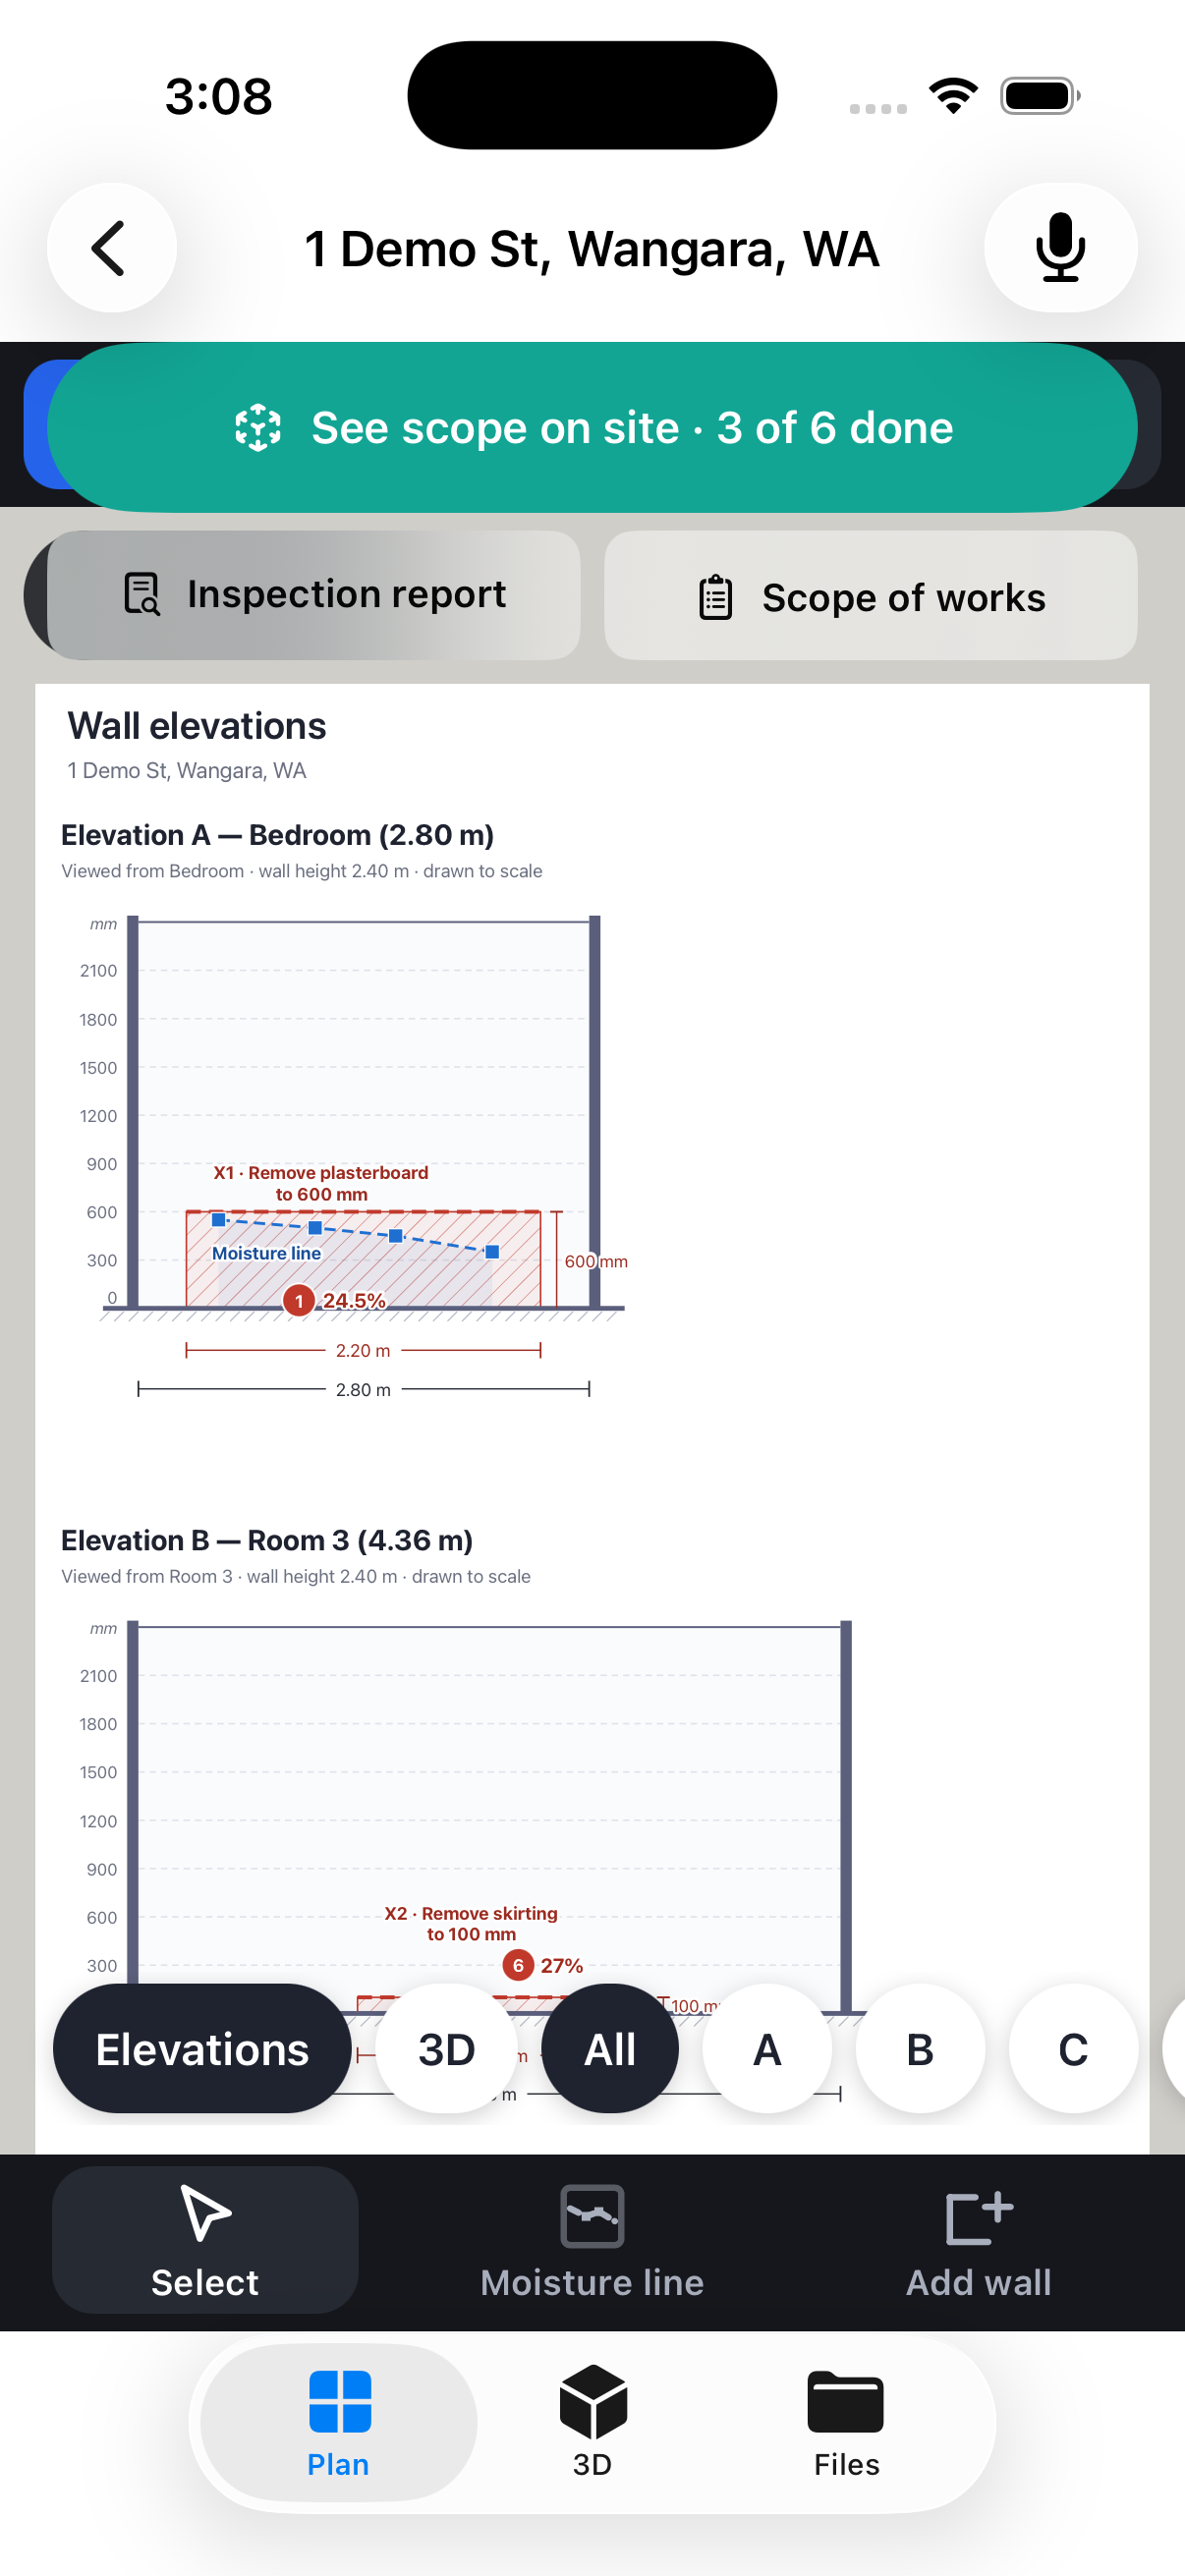 3:08
1 Demo St, Wangara, WA
See scope on site · 3 of 6 done
Inspection report
Scope of works
Wall elevations
1 Demo St, Wangara, WA
Elevation A — Bedroom (2.80 m)
Viewed from Bedroom · wall height 2.40 m · drawn to scale
mm
2100
1800
1500
1200
900
X1 · Remove plasterboard
to 600 mm
600
Moisture line
300
600 mm
0
1 24.5%
2.20 m
2.80 m
Elevation B — Room 3 (4.36 m)
Viewed from Room 3 · wall height 2.40 m · drawn to scale
mm
2100
1800
1500
1200
900
600
X2 · Remove skirting
to 100 mm
300
6 27%
100
m
m
Elevations
3D
All
A
B
C
Select
Moisture line
Add wall
Plan
3D
Files